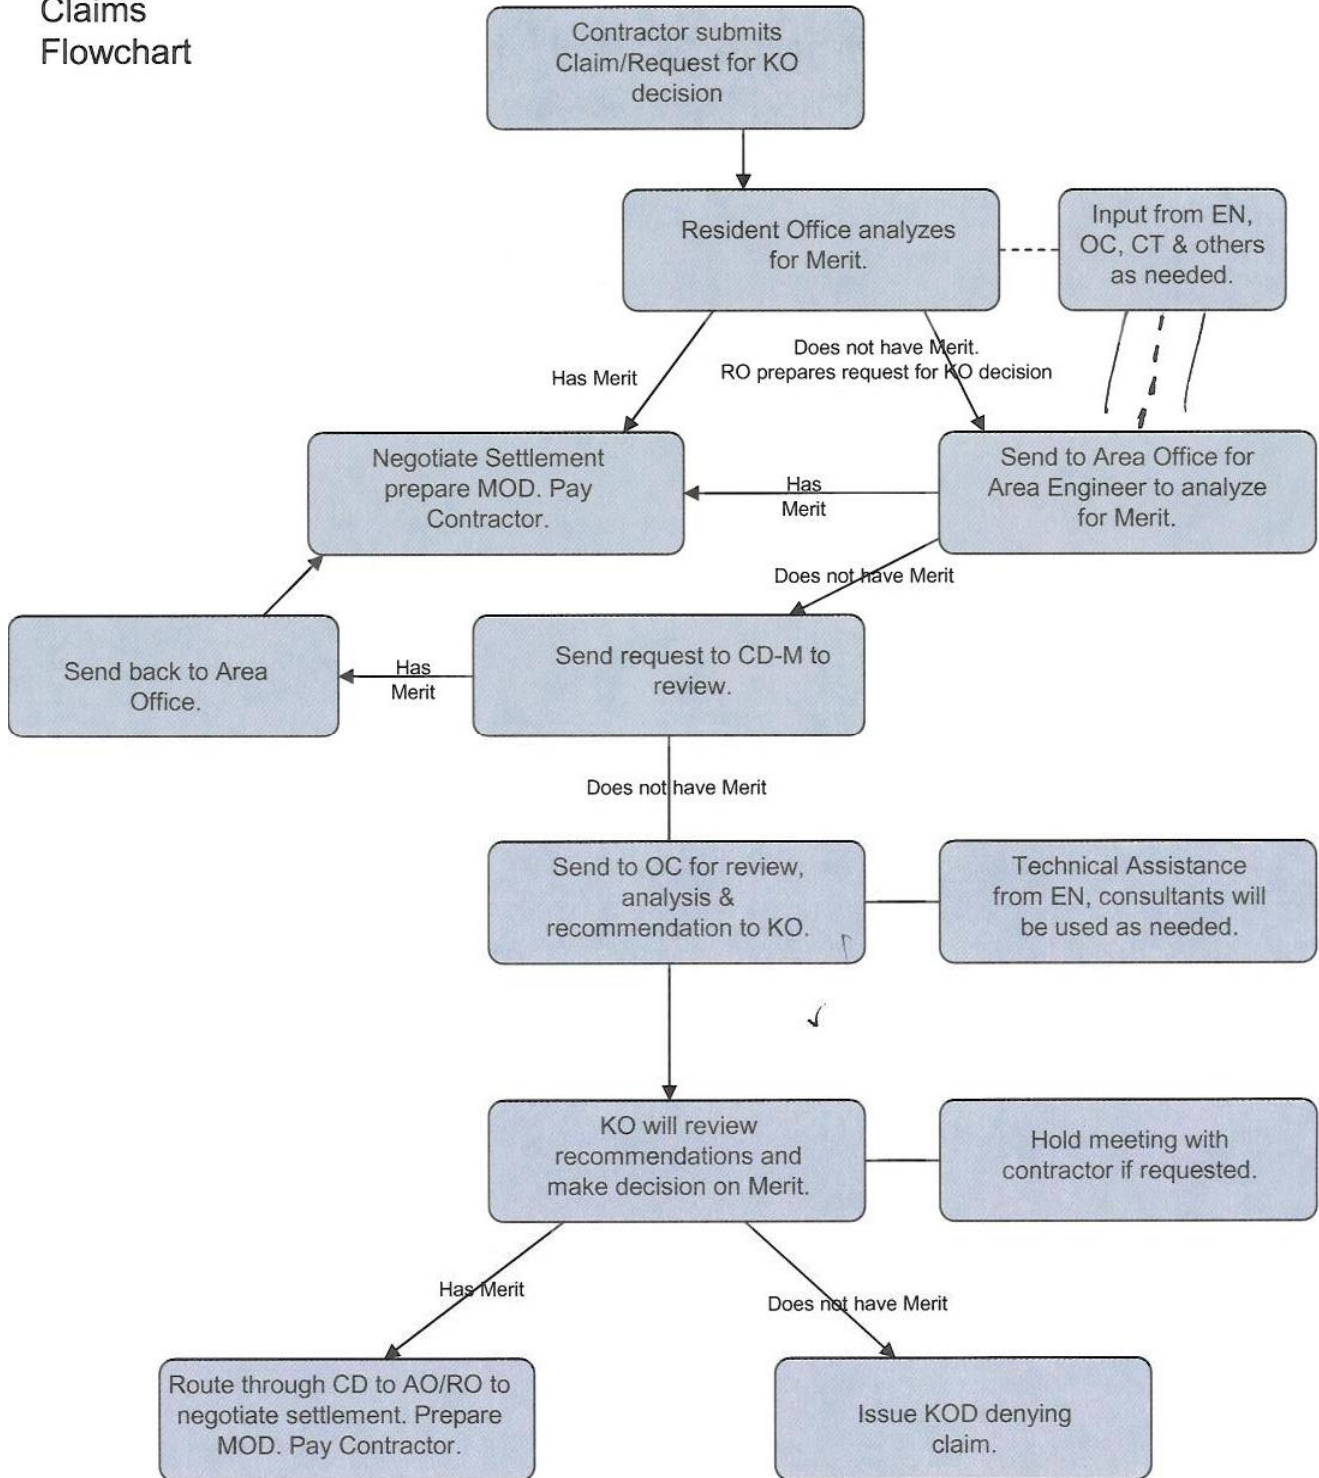 Claims
Flowchart
Contractor submits
Claim/Request for KO
decision
Resident Office analyzes
for Merit.
Input from EN,
OC, CT & others
as needed.
Has Merit
Does not have Merit.
RO prepares request for KO decision
Negotiate Settlement
prepare MOD. Pay
Contractor.
Has
Merit
Send to Area Office for
Area Engineer to analyze
for Merit.
Does not have Merit
Send back to Area
Office.
Has
Merit
Send request to CD-M to
review.
Does not have Merit
Send to OC for review,
analysis &
recommendation to KO.
Technical Assistance
from EN, consultants will
be used as needed.
KO will review
recommendations and
make decision on Merit.
Hold meeting with
contractor if requested.
Has Merit
Does not have Merit
Route through CD to AO/RO to
negotiate settlement. Prepare
MOD. Pay Contractor.
Issue KOD denying
claim.